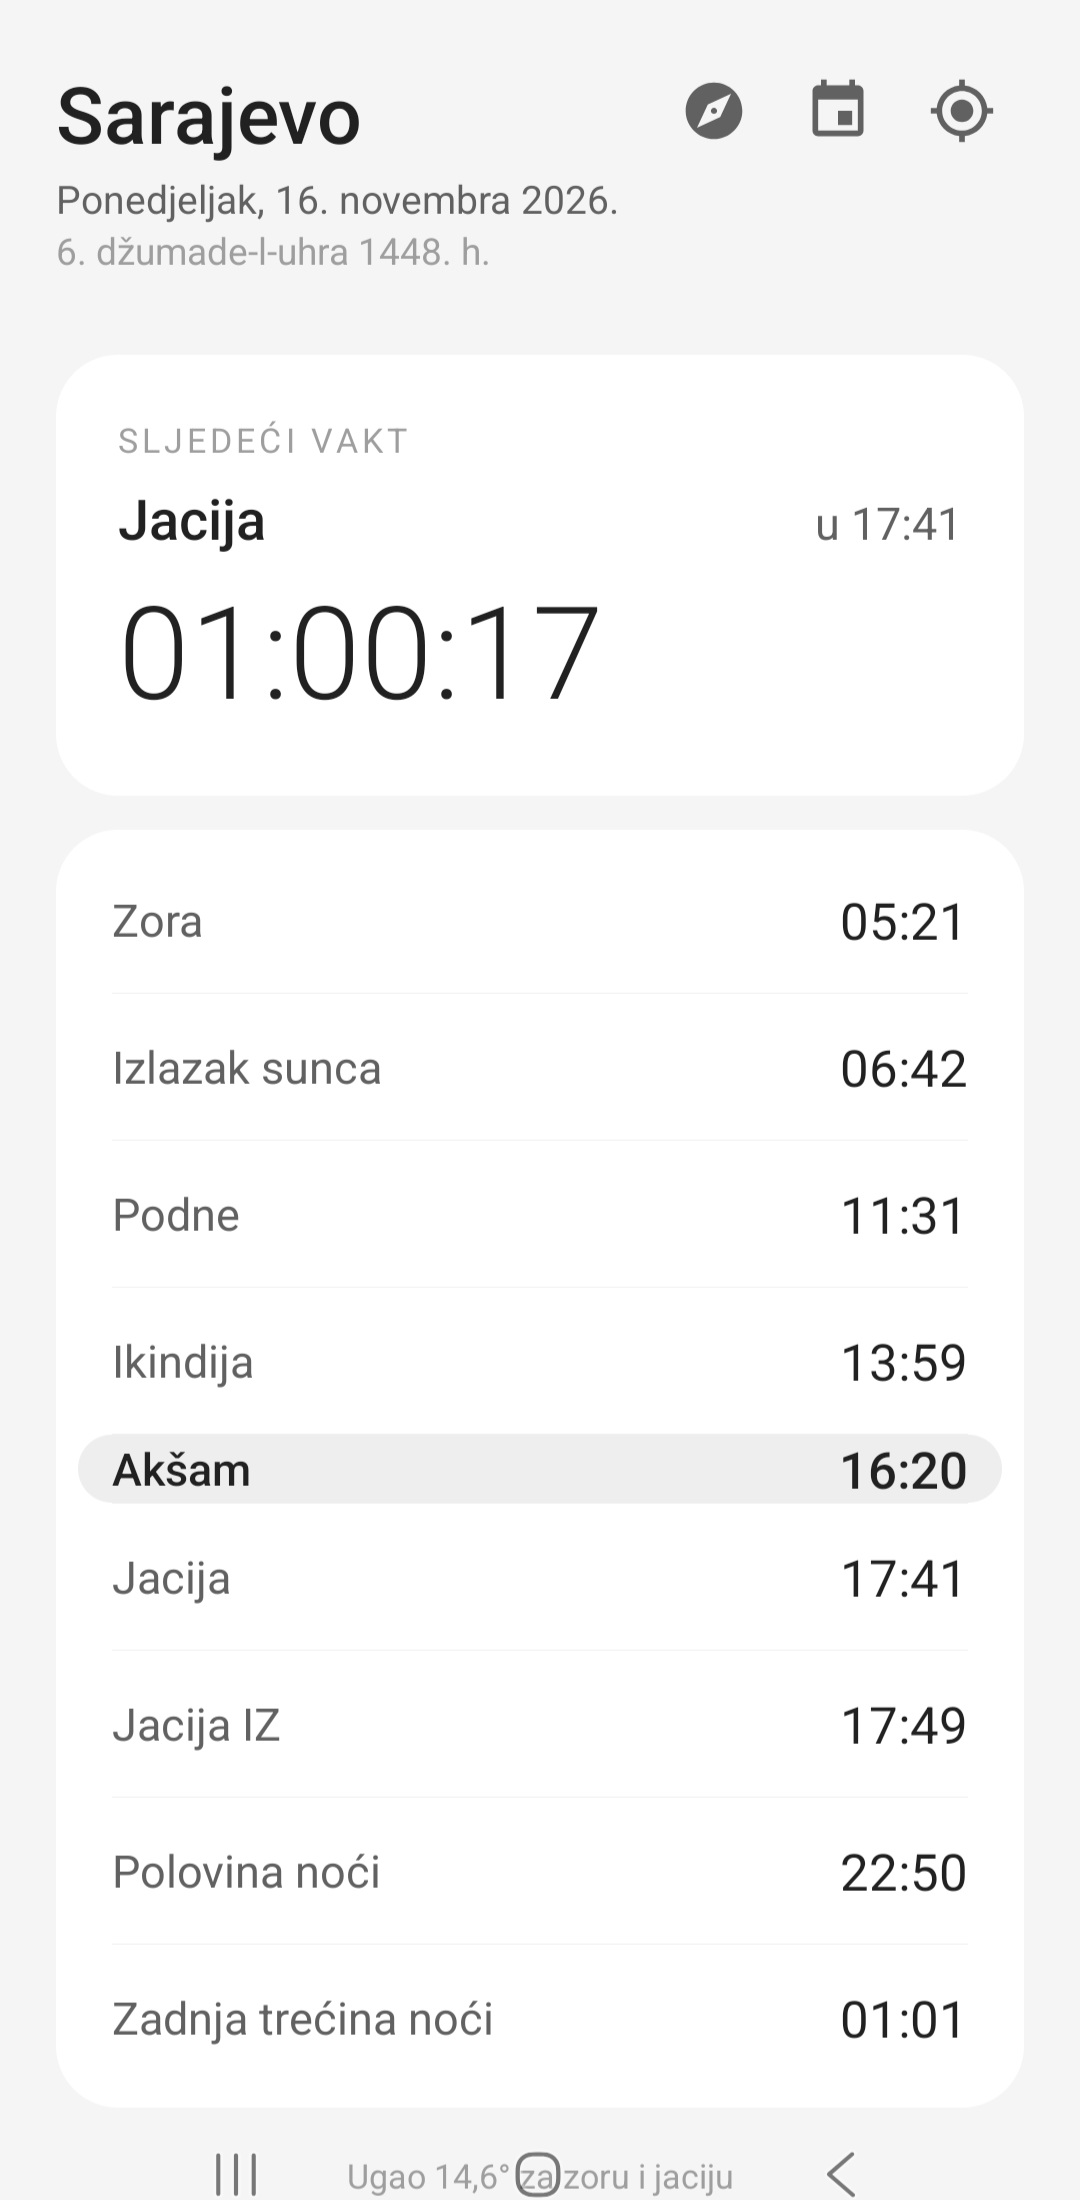 Sarajevo
Ponedjeljak, 16. novembra 2026.
6. džumade-l-uhra 1448. h.
SLJEDEĆI VAKT
Jacija u 17:41
01:00:17
Zora 05:21
Izlazak sunca 06:42
Podne 11:31
Ikindija 13:59
Akšam 16:20
Jacija 17:41
Jacija IZ 17:49
Polovina noći 22:50
Zadnja trećina noći 01:01
Ugao 14,6° za zoru i jaciju